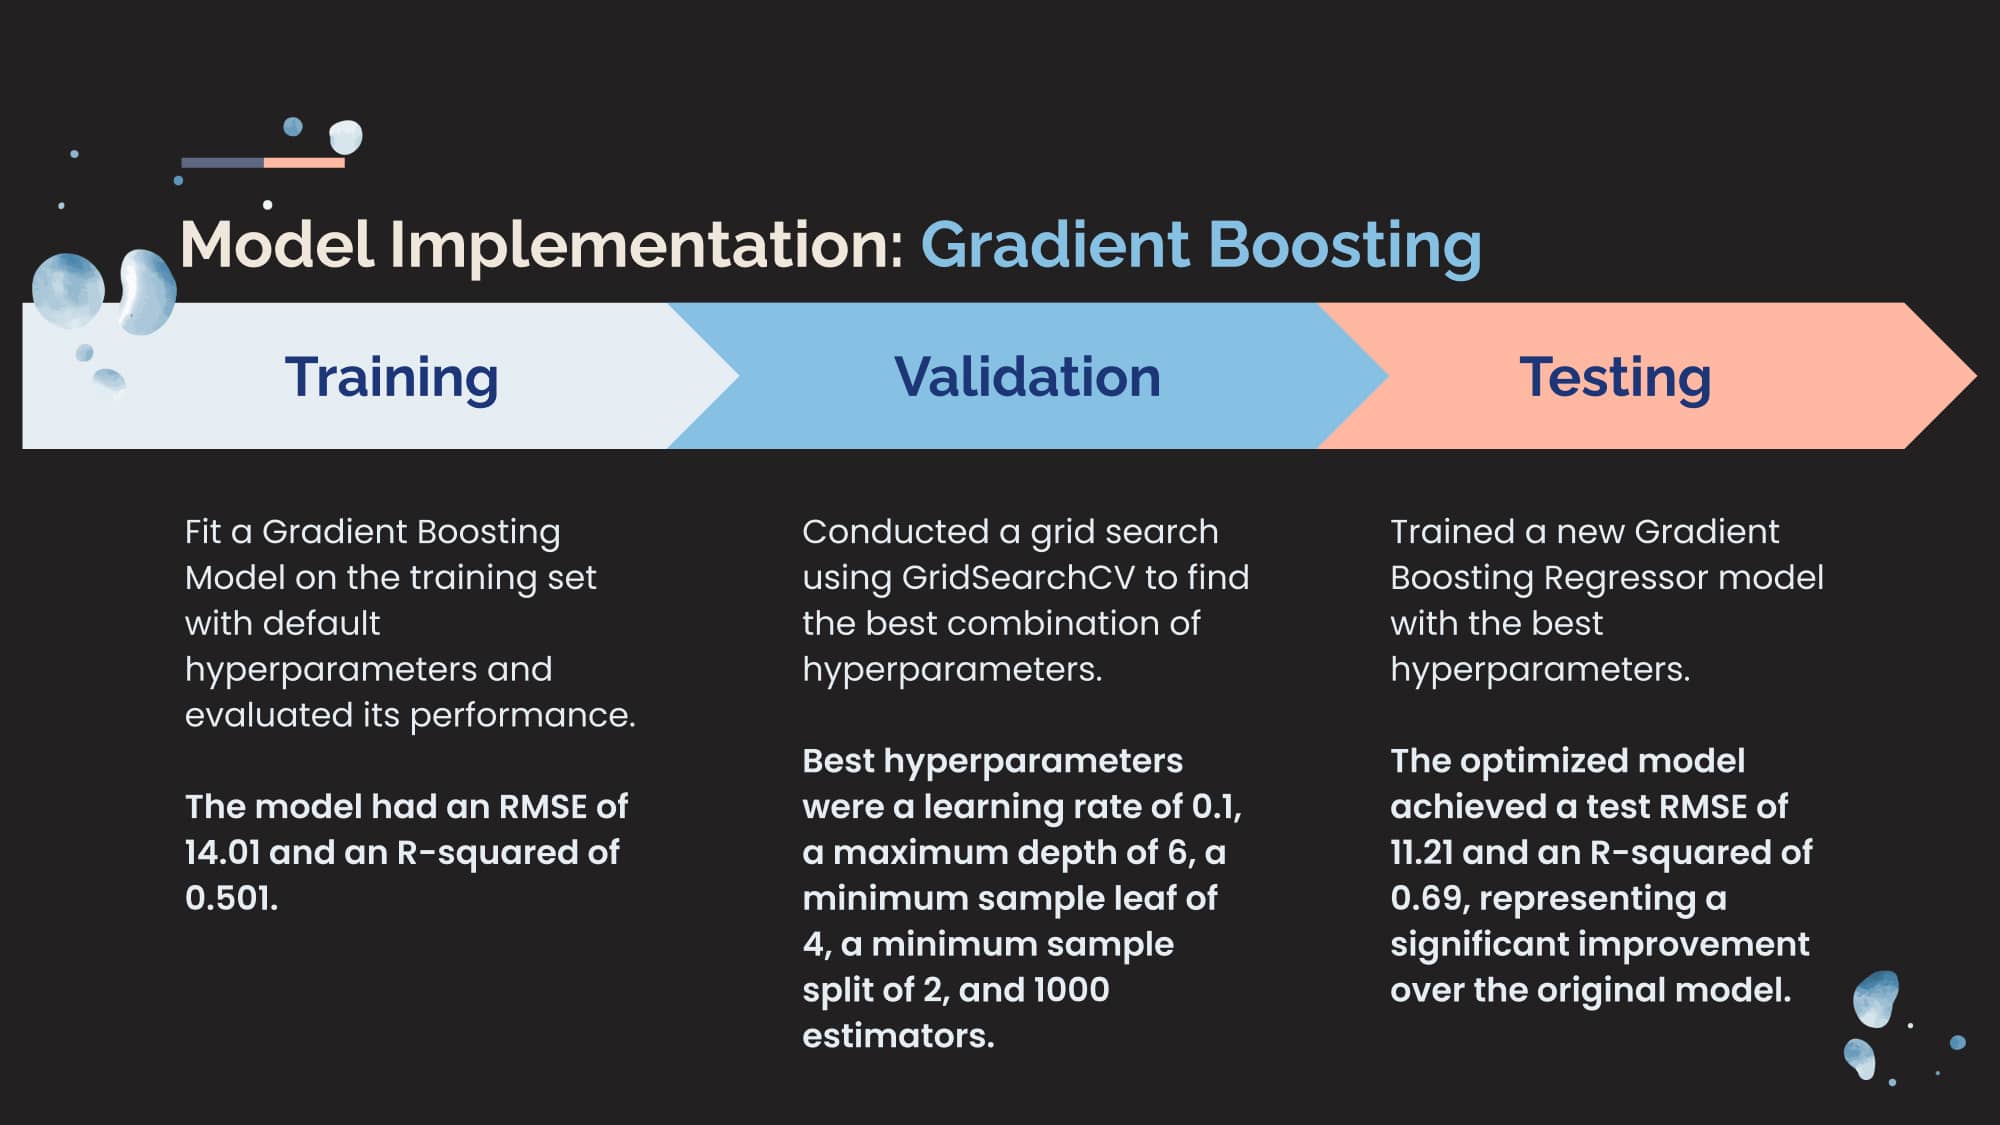 Model Implementation: Gradient Boosting
Training
Validation
Testing
Fit a Gradient Boosting
Model on the training set
with default
hyperparameters and
evaluated its performance.
The model had an RMSE of
14.01 and an R-squared of
0.501.
Conducted a grid search
using GridSearchCV to find
the best combination of
hyperparameters.
Best hyperparameters
were a learning rate of 0.1,
a maximum depth of 6, a
minimum sample leaf of
4, a minimum sample
split of 2, and 1000
estimators.
Trained a new Gradient
Boosting Regressor model
with the best
hyperparameters.
The optimized model
achieved a test RMSE of
11.21 and an R-squared of
0.69, representing a
significant improvement
over the original model.